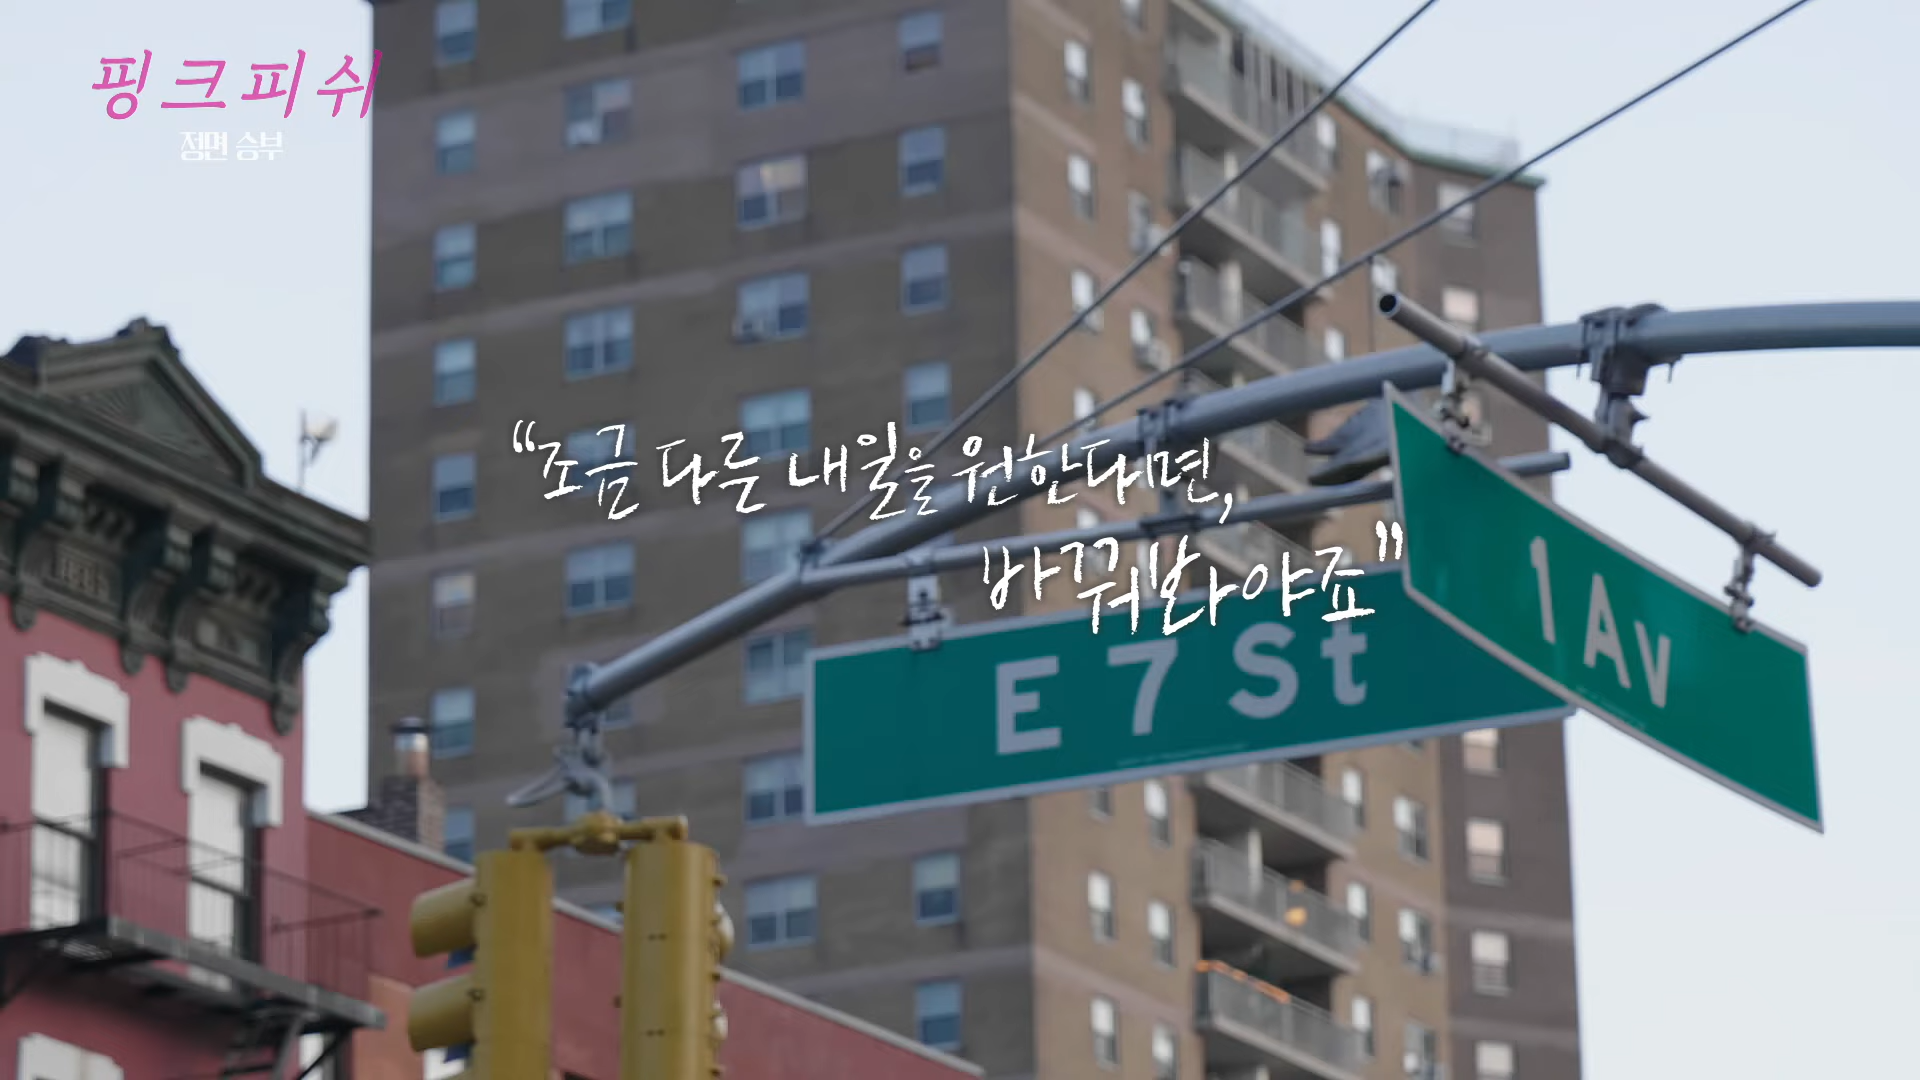 핑크피쉬
정면 승부
“조금 다른 내일을 원한다면,
바꿔봐야죠”
E 7 St
1 Av